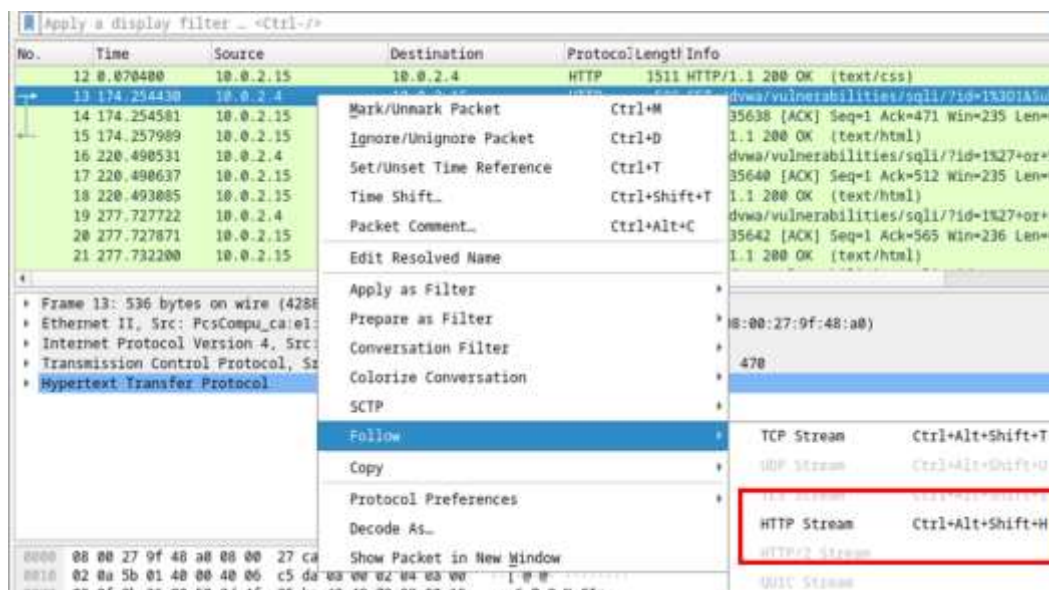 Apply a display filter … <Ctrl-/>
No. Time Source Destination Protocol Length Info
12 0.070400 10.0.2.15 10.0.2.4 HTTP 1511 HTTP/1.1 200 OK (text/css)
13 174.254430 10.0.2.4 dvwa/vulnerabilities/sqli/?id=1%3D1&Su
14 174.254581 10.0.2.15 35638 [ACK] Seq=1 Ack=471 Win=235 Len=
15 174.257989 10.0.2.15 1.1 200 OK (text/html)
16 220.490531 10.0.2.4 dvwa/vulnerabilities/sqli/?id=1%27+or+
17 220.490637 10.0.2.15 35640 [ACK] Seq=1 Ack=512 Win=235 Len=
18 220.493085 10.0.2.15 1.1 200 OK (text/html)
19 277.727722 10.0.2.4 dvwa/vulnerabilities/sqli/?id=1%27+or+
20 277.727871 10.0.2.15 35642 [ACK] Seq=1 Ack=565 Win=236 Len=
21 277.732200 10.0.2.15 1.1 200 OK (text/html)
Mark/Unmark Packet Ctrl+M
Ignore/Unignore Packet Ctrl+D
Set/Unset Time Reference Ctrl+T
Time Shift… Ctrl+Shift+T
Packet Comment… Ctrl+Alt+C
Edit Resolved Name
Apply as Filter
Prepare as Filter
Conversation Filter
Colorize Conversation
SCTP
Follow
Copy
Protocol Preferences
Decode As…
Show Packet in New Window
Frame 13: 536 bytes on wire (4288
Ethernet II, Src: PcsCompu_ca:e1: 8:00:27:9f:48:a0)
Internet Protocol Version 4, Src:
Transmission Control Protocol, Sr 470
Hypertext Transfer Protocol
TCP Stream Ctrl+Alt+Shift+T
UDP Stream Ctrl+Alt+Shift+U
HTTP Stream Ctrl+Alt+Shift+H
HTTP/2 Stream
QUIC Stream
0000 08 00 27 9f 48 a0 08 00 27 ca
0010 02 0a 5b 01 40 00 40 06 c5 da